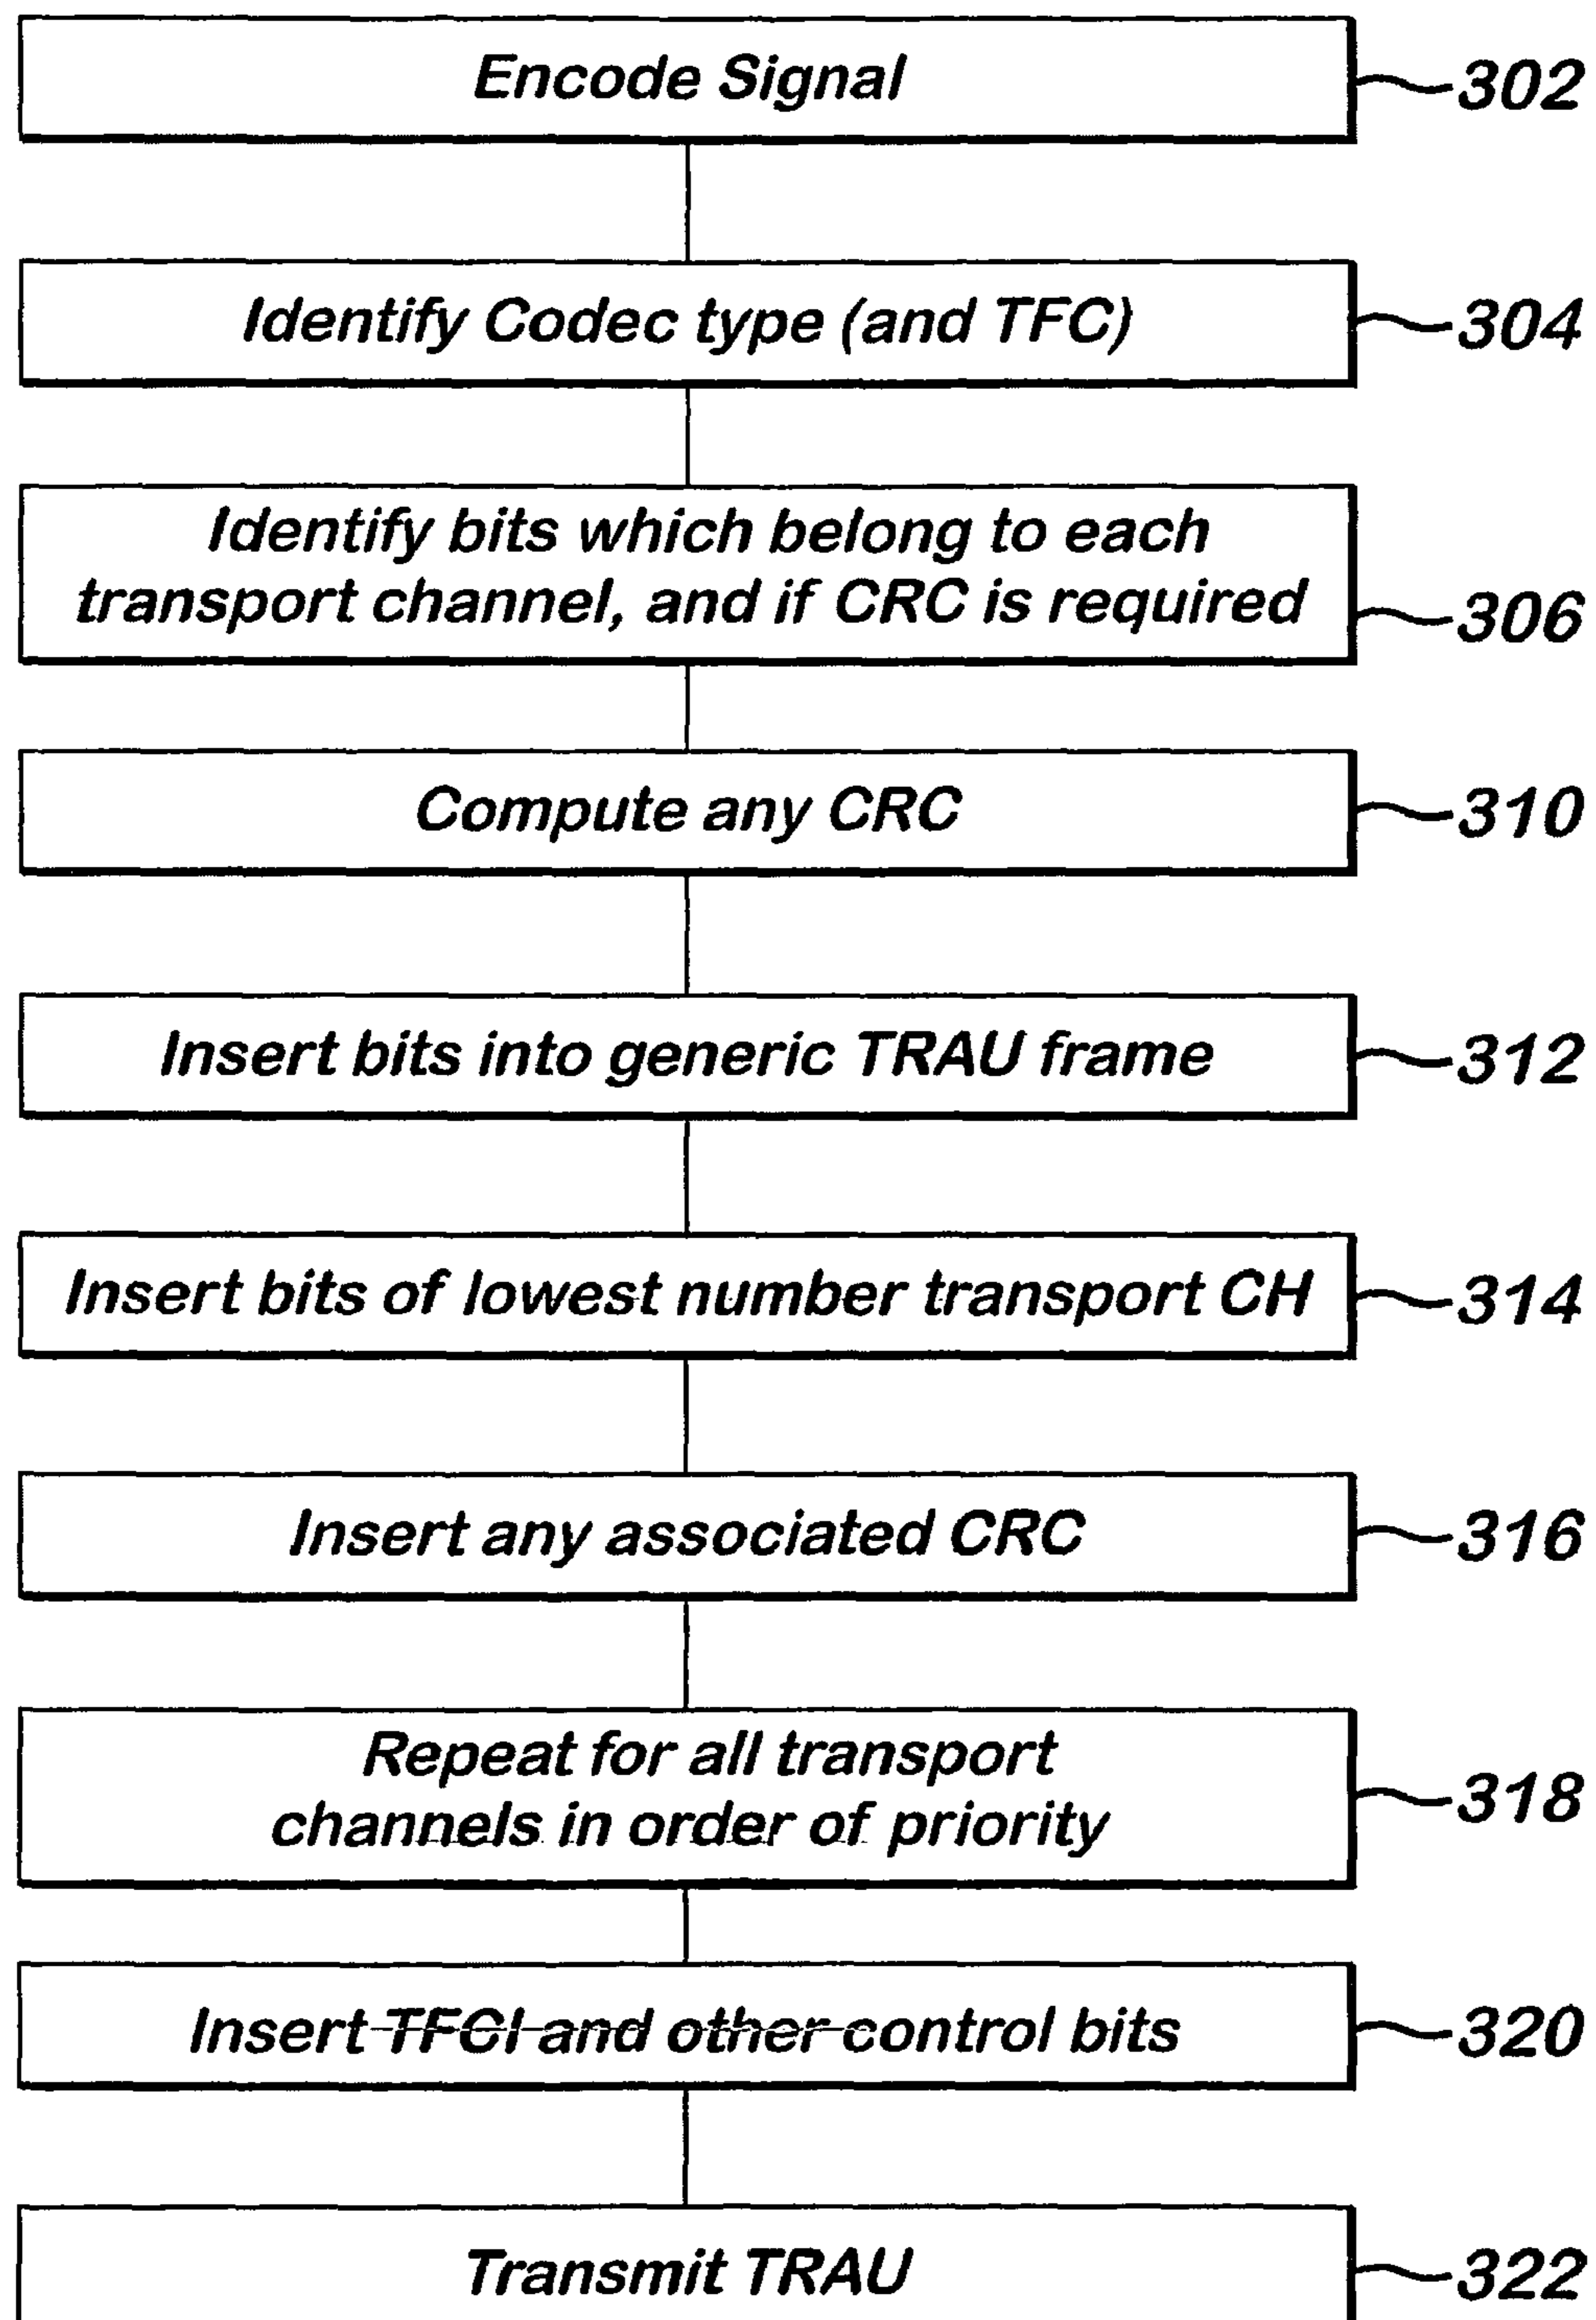 Encode Signal
302
Identify Codec type (and TFC)
304
Identify bits which belong to each
transport channel, and if CRC is required
306
Compute any CRC
310
Insert bits into generic TRAU frame
312
Insert bits of lowest number transport CH
314
Insert any associated CRC
316
Repeat for all transport
channels in order of priority
318
Insert TFCI and other control bits
320
Transmit TRAU
322